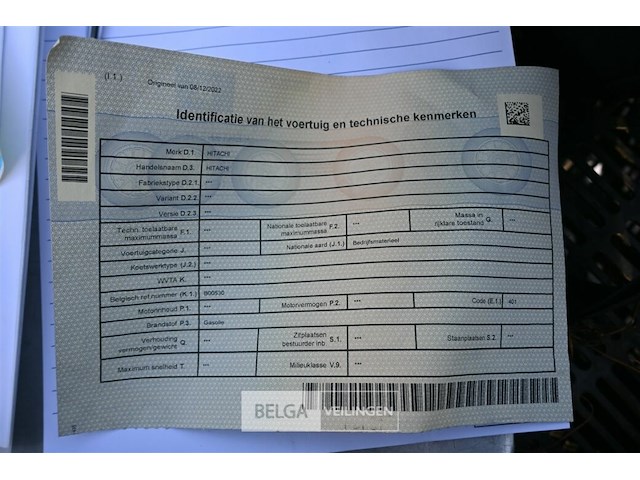 (I.1.)
Origineel van 08/12/2022
Identificatie van het voertuig en technische kenmerken
Merk D.1. HITACHI
Handelsnaam D.3. HITACHI
Fabriekstype D.2.1. ---
Variant D.2.2. ---
Versie D.2.3. ---
Techn. toelaatbare maximummassa F.1. --- Nationale toelaatbare maximummassa F.2. --- Massa in rijklare toestand G. ---
Voertuigcategorie J. --- Nationale aard (J.1.) Bedrijfsmaterieel
Koetswerktype (J.2.) ---
WVTA K. ---
Belgisch ref.nummer (K.1.) B00530
Motorinhoud P.1. --- Motorvermogen P.2. --- Code (E.1.) 401
Brandstof P.3. Gasolie
Verhouding vermogen/gewicht Q. --- Zitplaatsen bestuurder inb. S.1. --- Staanplaatsen S.2. ---
Maximum snelheid T. --- Milieuklasse V.9. ---
BELGA VEILINGEN